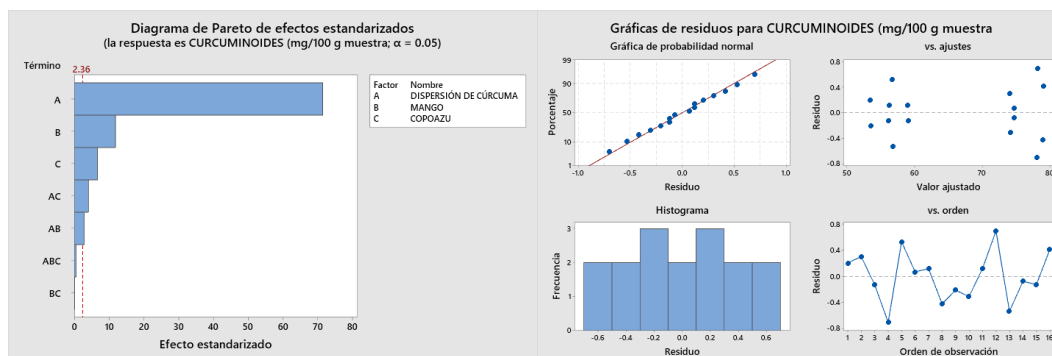 Diagrama de Pareto de efectos estandarizados
(la respuesta es CURCUMINOIDES (mg/100 g muestra; α = 0.05)
Término
2.36
A
B
C
AC
AB
ABC
BC
0 10 20 30 40 50 60 70 80
Efecto estandarizado
Factor Nombre
A DISPERSIÓN DE CÚRCUMA
B MANGO
C COPOAZU
Gráficas de residuos para CURCUMINOIDES (mg/100 g muestra
Gráfica de probabilidad normal
Porcentaje
99
90
50
10
1
-1.0 -0.5 0.0 0.5 1.0
Residuo
vs. ajustes
Residuo
0.8
0.4
0.0
-0.4
-0.8
50 60 70 80
Valor ajustado
Histograma
Frecuencia
3
2
1
0
-0.6 -0.4 -0.2 0.0 0.2 0.4 0.6
Residuo
vs. orden
Residuo
0.8
0.4
0.0
-0.4
-0.8
1 2 3 4 5 6 7 8 9 10 11 12 13 14 15 16
Orden de observación